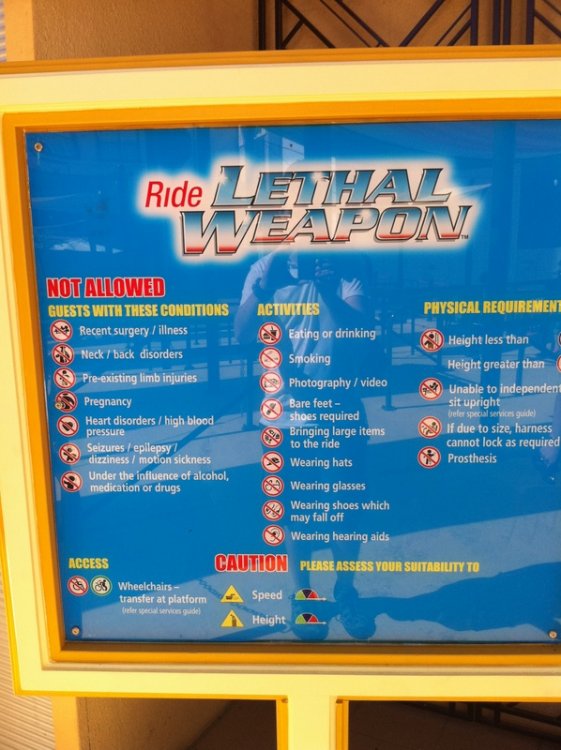 Ride LETHAL
WEAPON™
NOT ALLOWED
GUESTS WITH THESE CONDITIONS
Recent surgery / illness
Neck / back disorders
Pre-existing limb injuries
Pregnancy
Heart disorders / high blood
pressure
Seizures / epilepsy /
dizziness / motion sickness
Under the influence of alcohol,
medication or drugs
ACTIVITIES
Eating or drinking
Smoking
Photography / video
Bare feet –
shoes required
Bringing large items
to the ride
Wearing hats
Wearing glasses
Wearing shoes which
may fall off
Wearing hearing aids
PHYSICAL REQUIREMENT
Height less than
Height greater than
Unable to independent
sit upright
(refer special services guide)
If due to size, harness
cannot lock as required
Prosthesis
ACCESS
Wheelchairs –
transfer at platform
(refer special services guide)
CAUTION PLEASE ASSESS YOUR SUITABILITY TO
Speed
Height